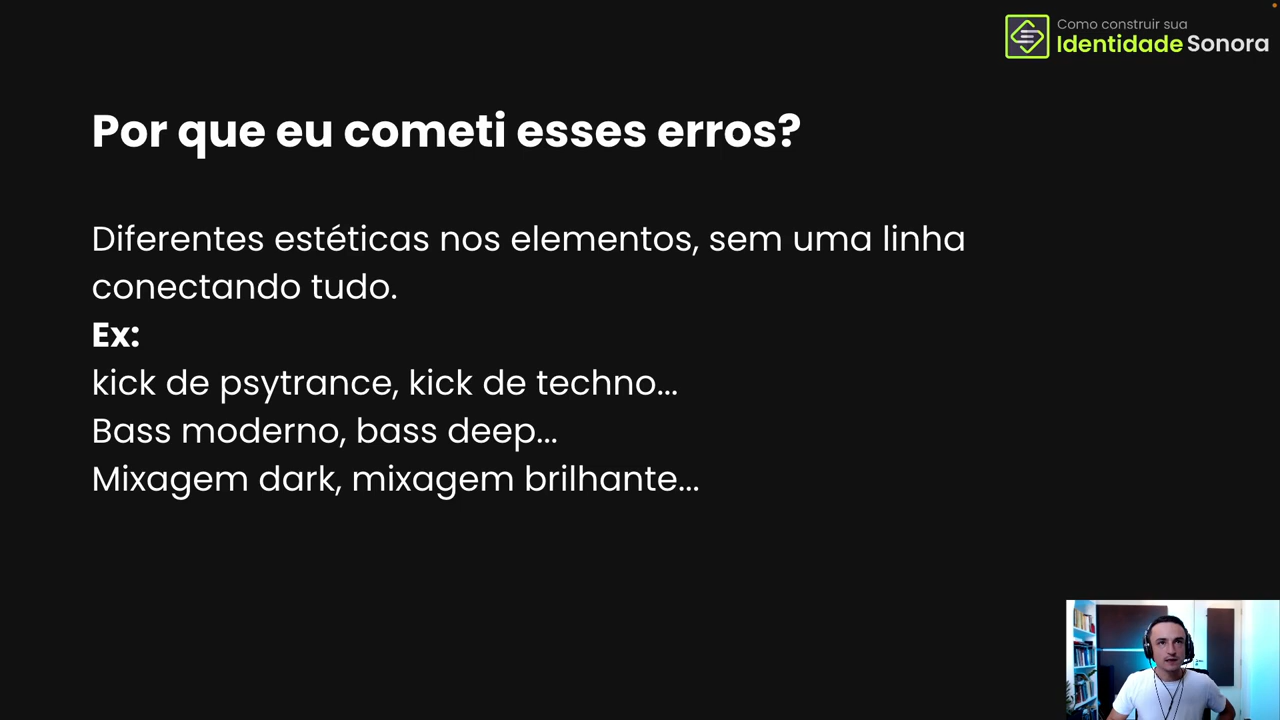 Como construir sua
Identidade Sonora
Por que eu cometi esses erros?
Diferentes estéticas nos elementos, sem uma linha
conectando tudo.
Ex:
kick de psytrance, kick de techno...
Bass moderno, bass deep...
Mixagem dark, mixagem brilhante...